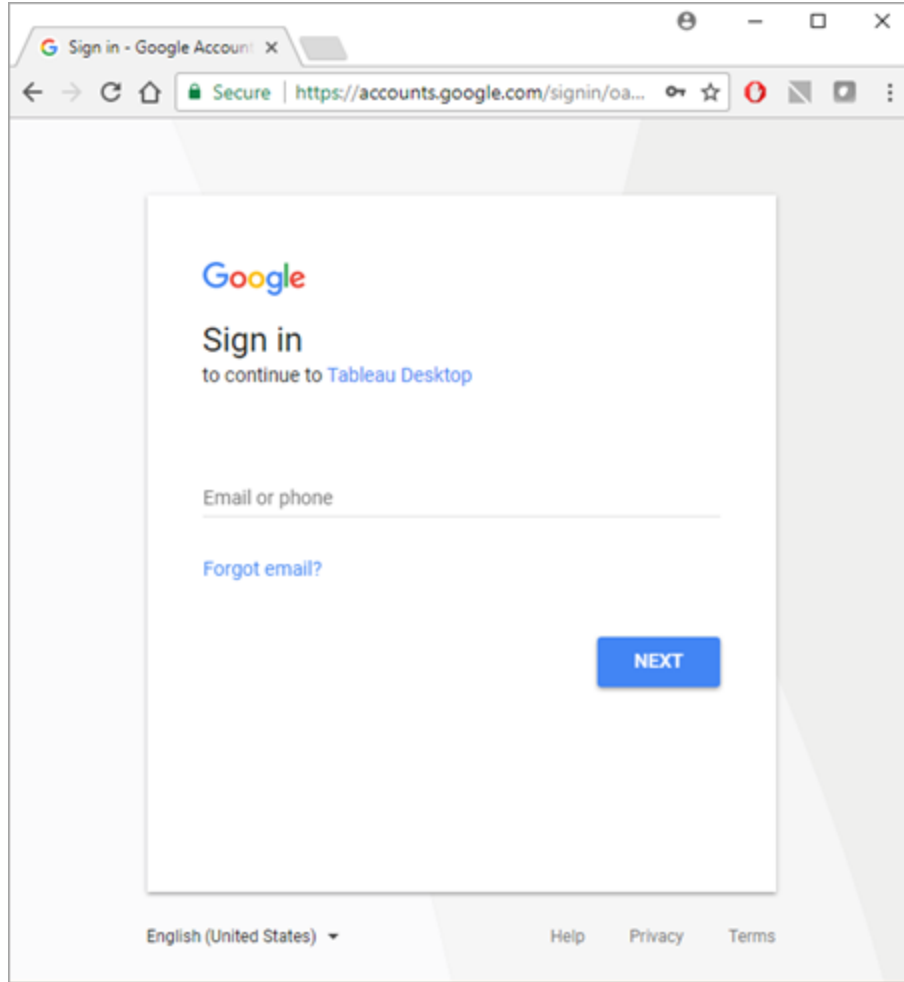 Sign in - Google Account
Secure | https://accounts.google.com/signin/oa...
Google
Sign in
to continue to Tableau Desktop
Email or phone
Forgot email?
NEXT
English (United States)
Help Privacy Terms